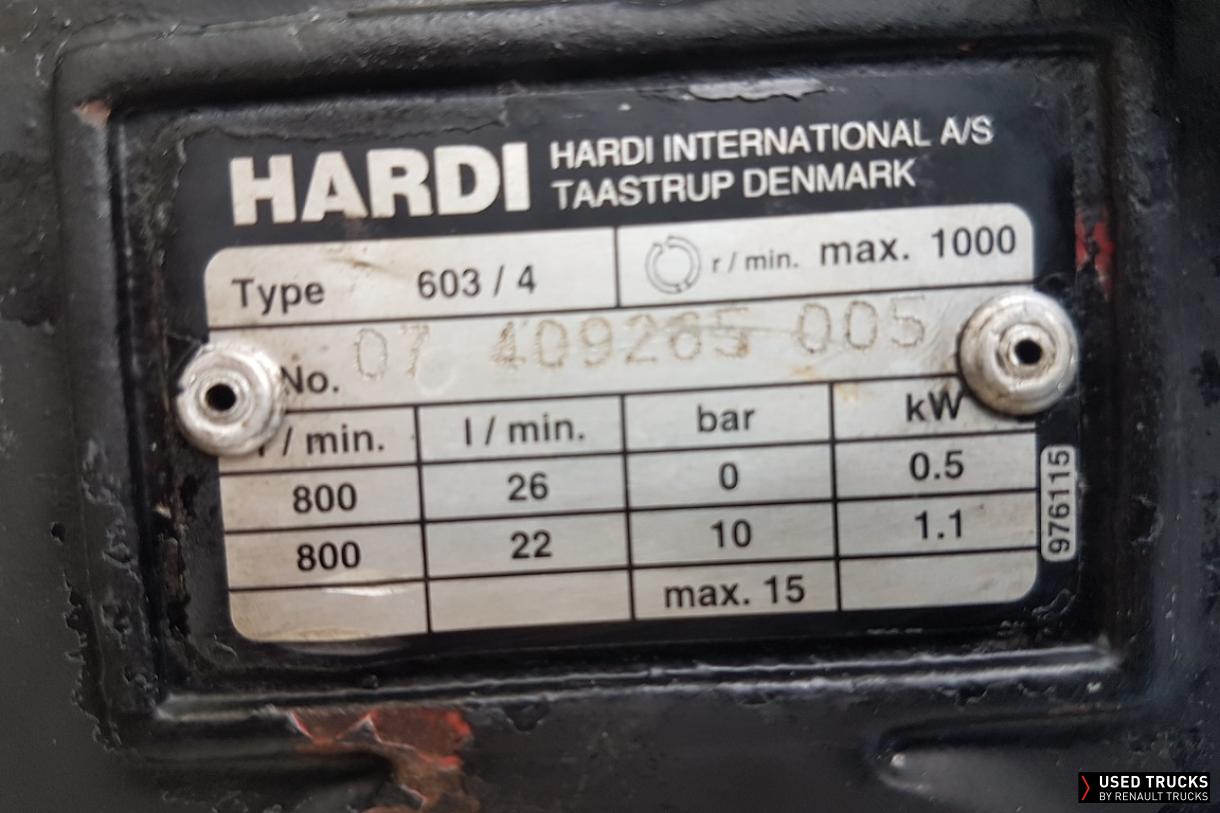 HARDI
HARDI INTERNATIONAL A/S
TAASTRUP DENMARK
Type 603 / 4
r / min. max. 1000
No. 07 409265 005
/ min. l / min. bar kW
800 26 0 0.5
800 22 10 1.1
max. 15
976115
USED TRUCKS
BY RENAULT TRUCKS